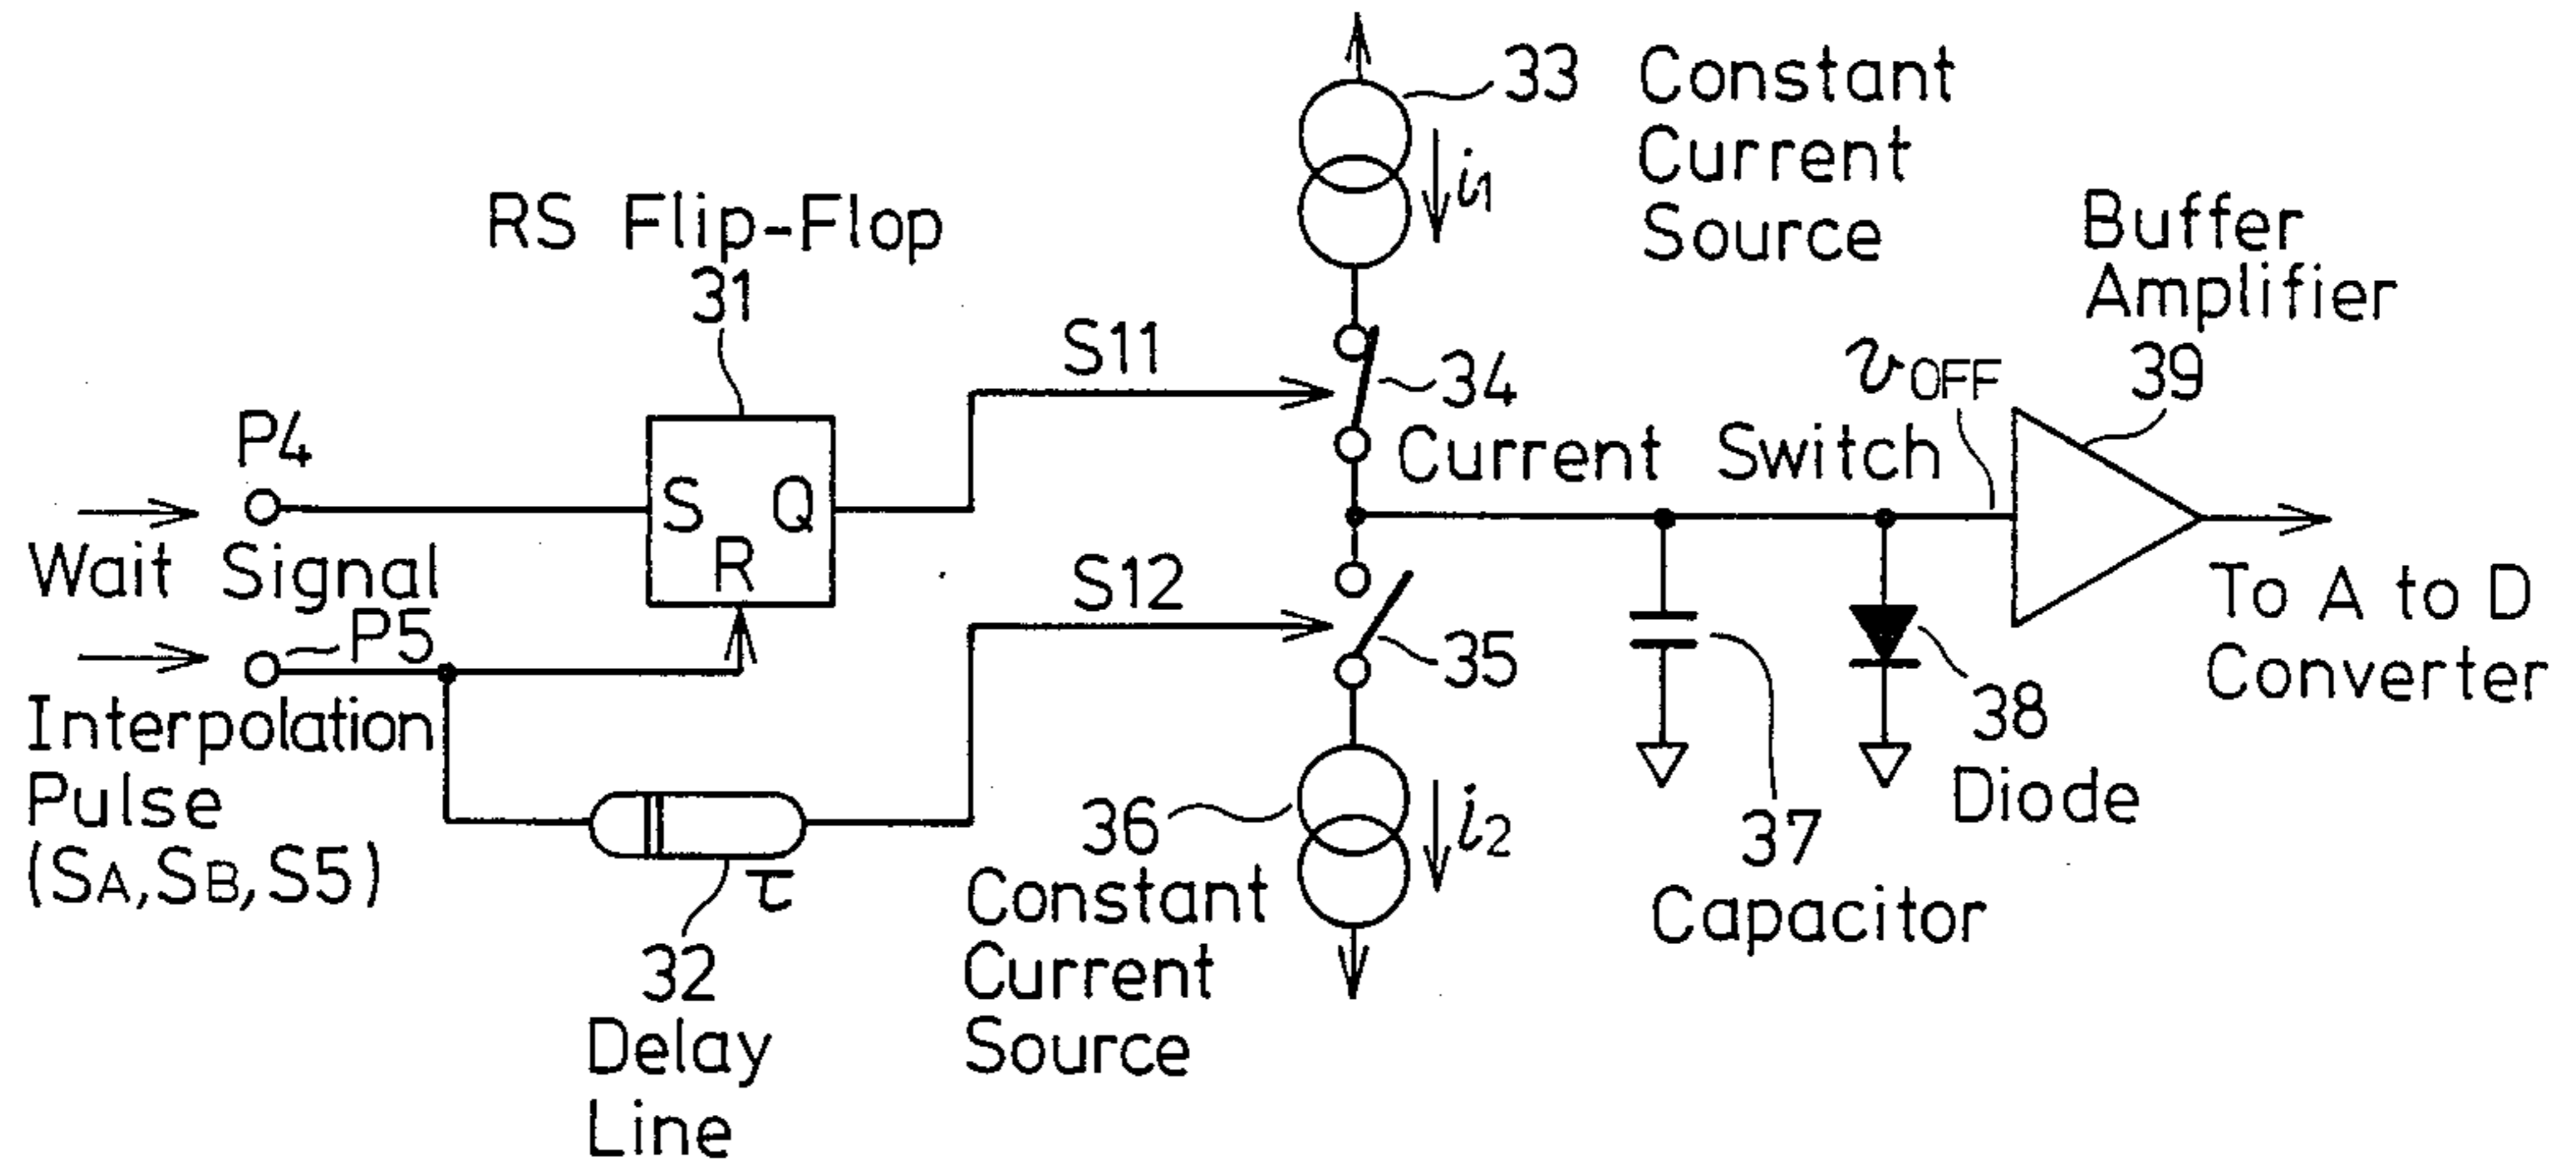 33 Constant
Current
Source
i1
RS Flip-Flop
31
Buffer
Amplifier
39
S11
34
vOFF
P4
Current Switch
S Q
R
Wait Signal
P5
S12
35
To A to D
Converter
Interpolation
Pulse
(SA, SB, S5)
38
Diode
36
i2
37
Capacitor
Constant
Current
Source
τ
32
Delay
Line